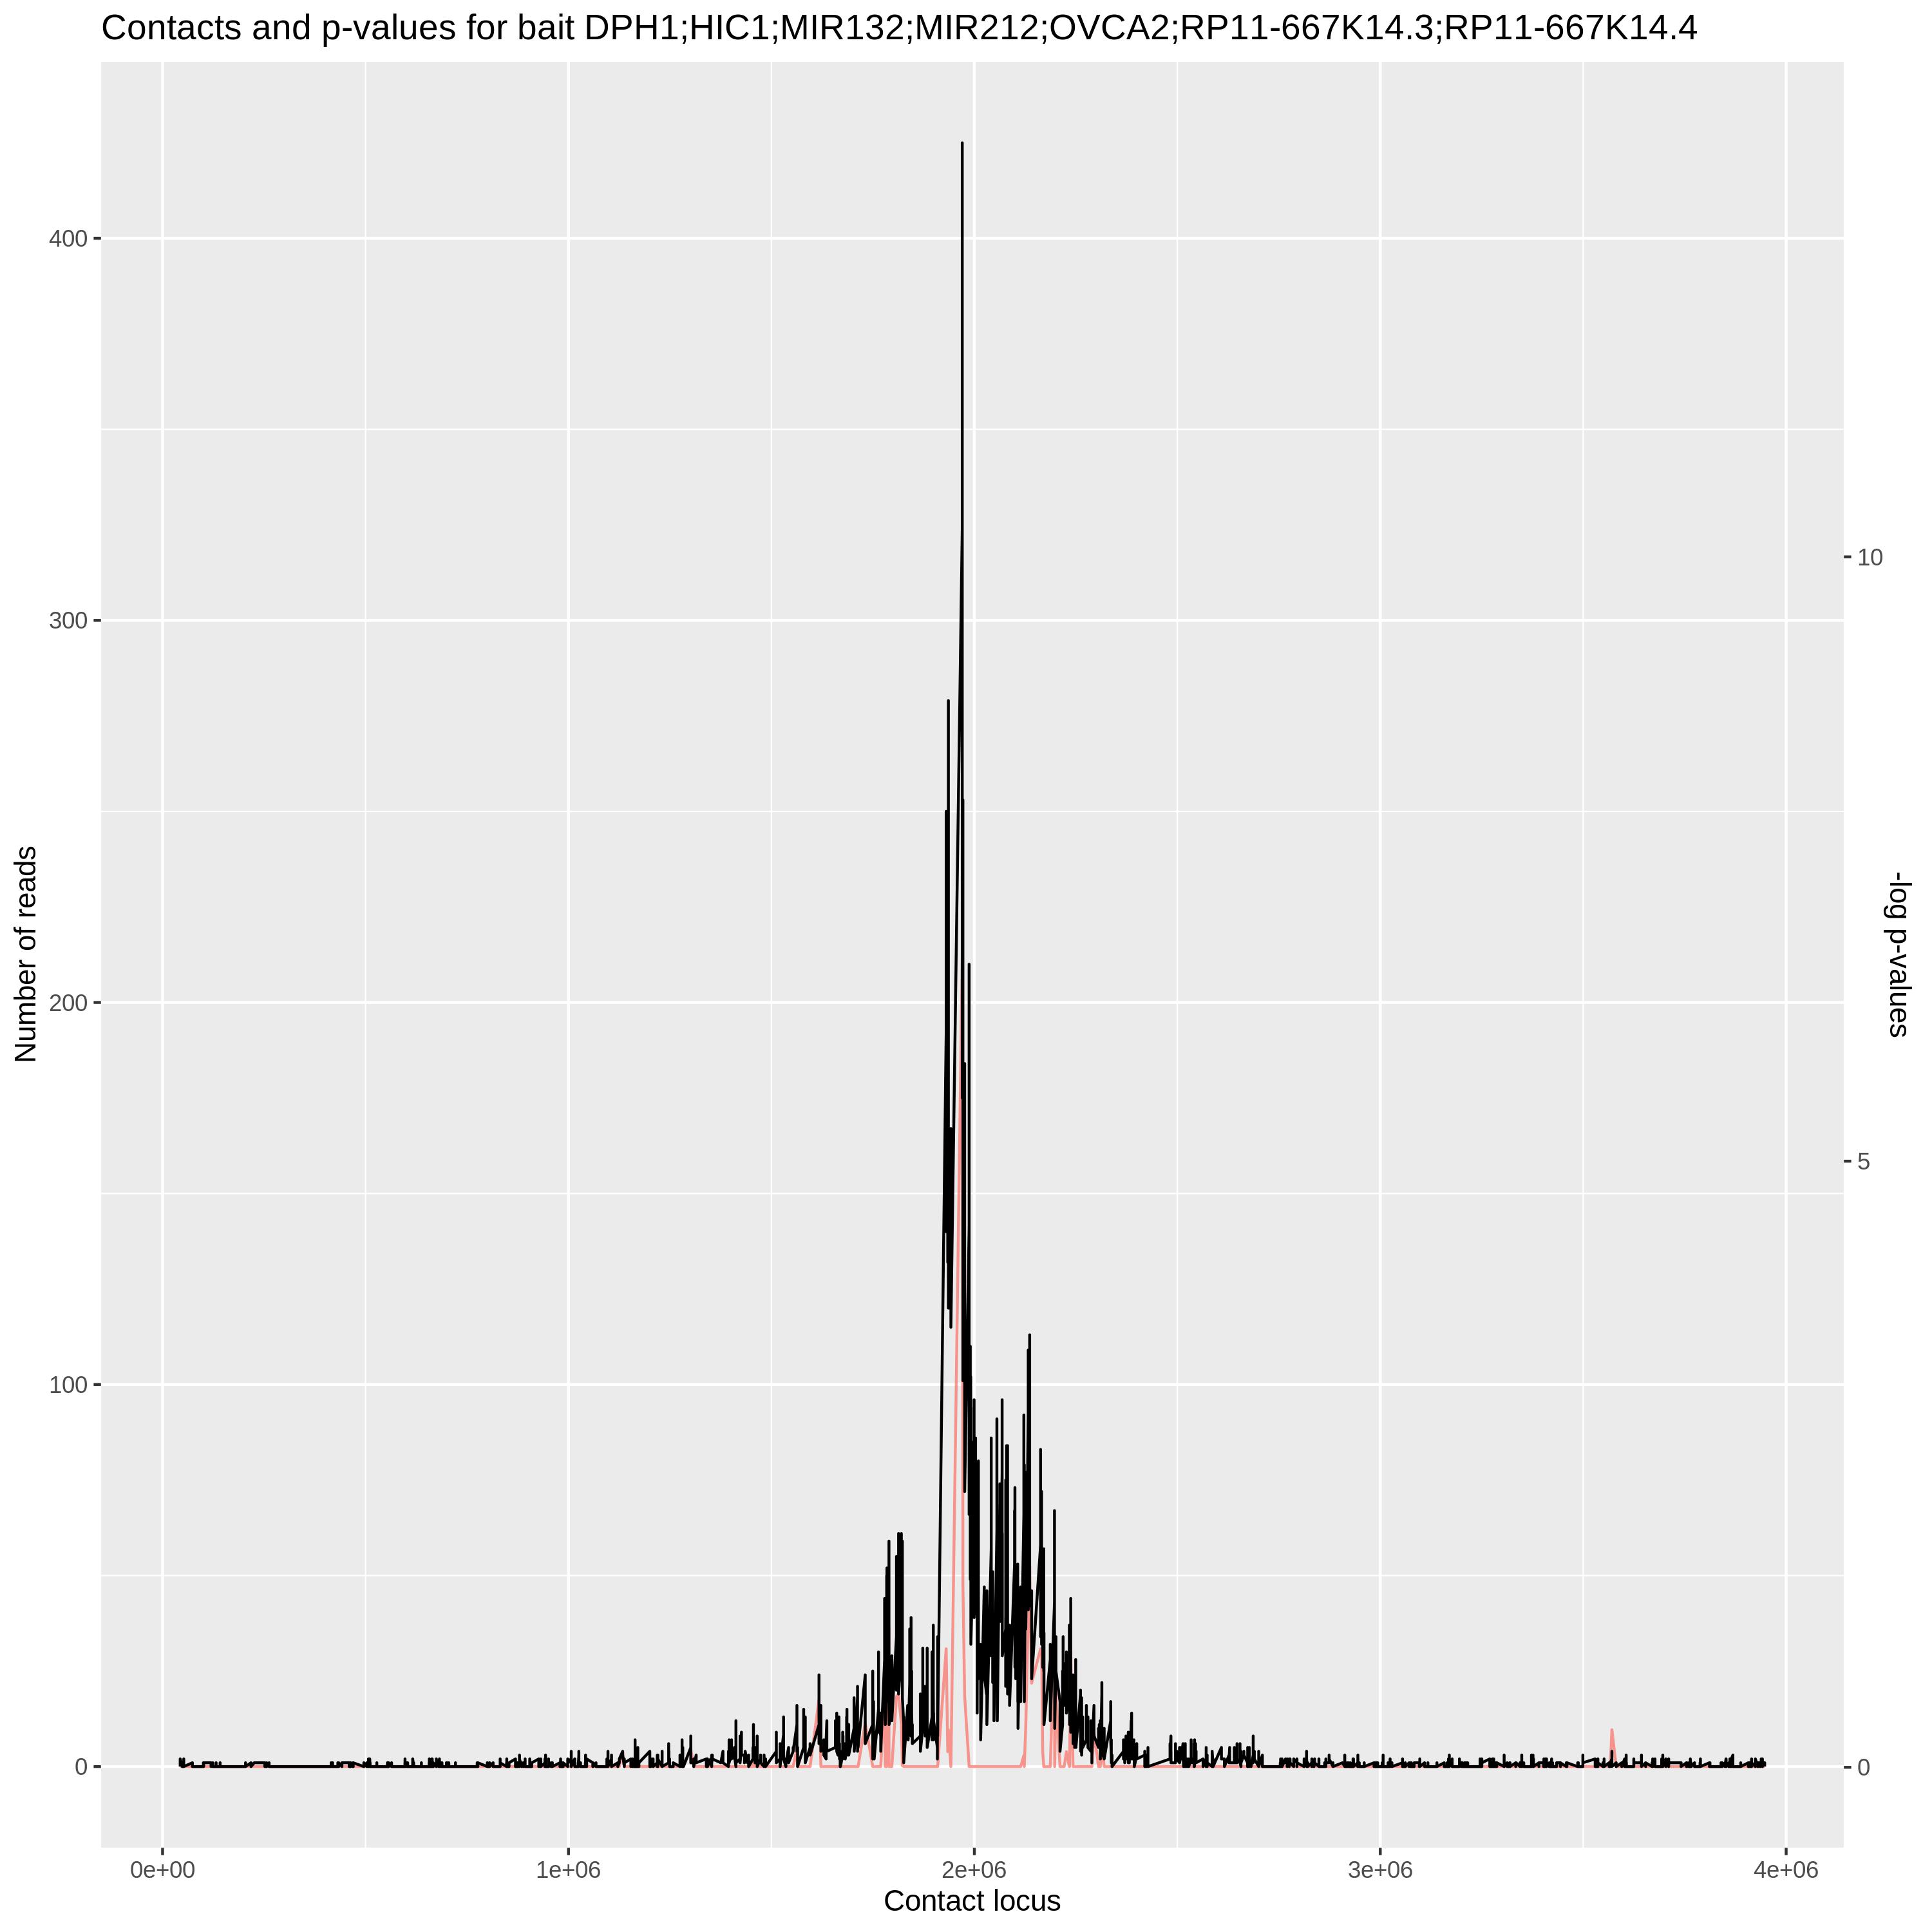 Contacts and p-values for bait DPH1;HIC1;MIR132;MIR212;OVCA2;RP11-667K14.3;RP11-667K14.4
400
300
200
100
0
Number of reads
10
5
0
-log p-values
0e+00 1e+06 2e+06 3e+06 4e+06
Contact locus